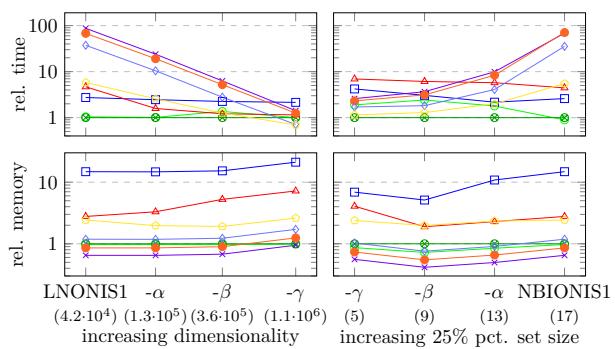 rel. time
100
10
1
rel. memory
10
1
LNONIS1 -α -β -γ
-γ -β -α NBIONIS1
(4.2·10⁴) (1.3·10⁵) (3.6·10⁵) (1.1·10⁶)
(5) (9) (13) (17)
increasing dimensionality
increasing 25% pct. set size